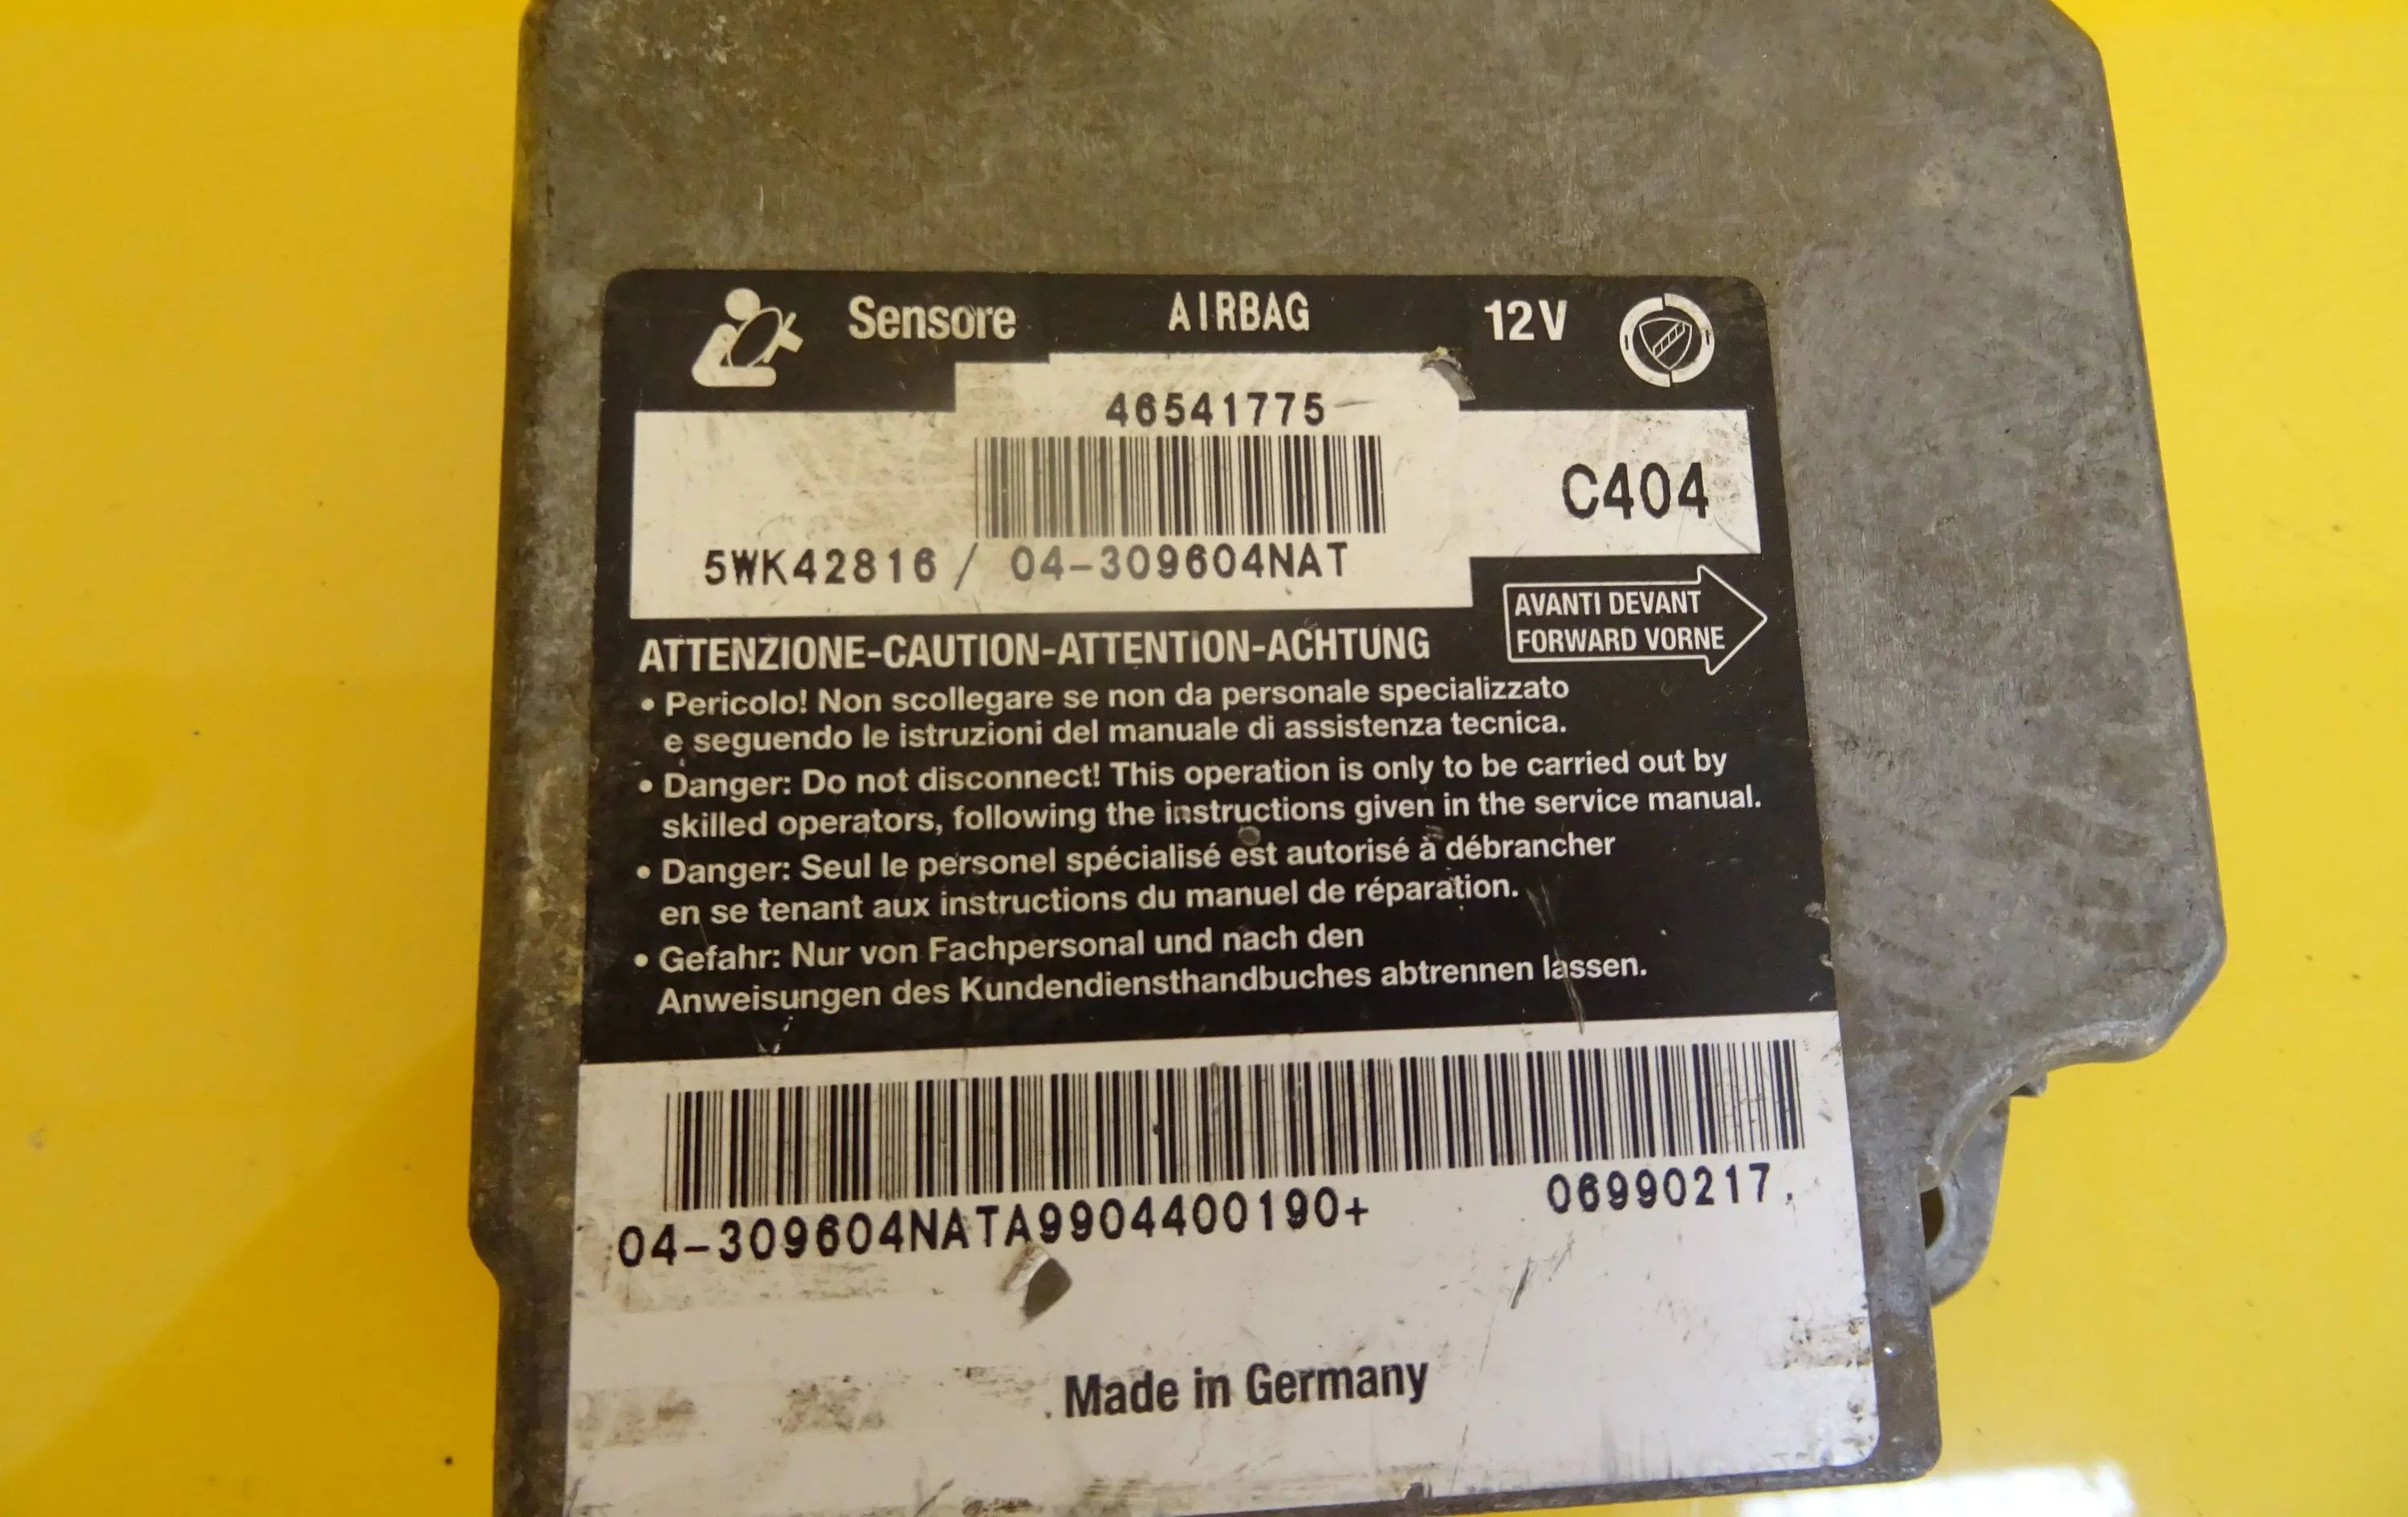 Sensore AIRBAG 12V
46541775
C404
5WK42816 / 04-309604NAT
AVANTI DEVANT
FORWARD VORNE
ATTENZIONE-CAUTION-ATTENTION-ACHTUNG
• Pericolo! Non scollegare se non da personale specializzato
e seguendo le istruzioni del manuale di assistenza tecnica.
• Danger: Do not disconnect! This operation is only to be carried out by
skilled operators, following the instructions given in the service manual.
• Danger: Seul le personel spécialisé est autorisé à débrancher
en se tenant aux instructions du manuel de réparation.
• Gefahr: Nur von Fachpersonal und nach den
Anweisungen des Kundendiensthandbuches abtrennen lassen.
04-309604NATA9904400190+ 06990217.
Made in Germany